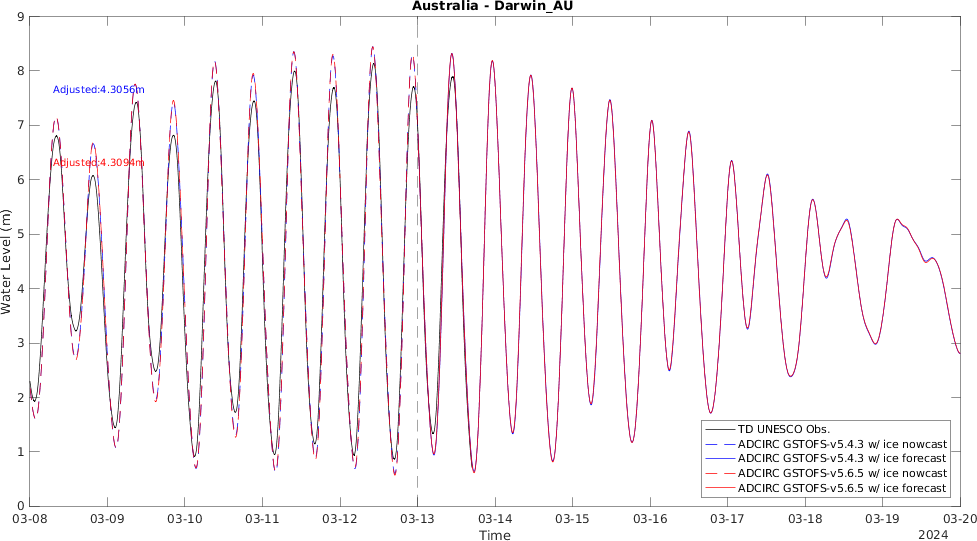 Australia - Darwin_AU
9
8
7
6
5
4
3
2
1
0
Water Level (m)
Adjusted:4.3056m
Adjusted:4.3094m
TD UNESCO Obs.
ADCIRC GSTOFS-v5.4.3 w/ ice nowcast
ADCIRC GSTOFS-v5.4.3 w/ ice forecast
ADCIRC GSTOFS-v5.6.5 w/ ice nowcast
ADCIRC GSTOFS-v5.6.5 w/ ice forecast
03-08 03-09 03-10 03-11 03-12 03-13 03-14 03-15 03-16 03-17 03-18 03-19 03-20
Time
2024